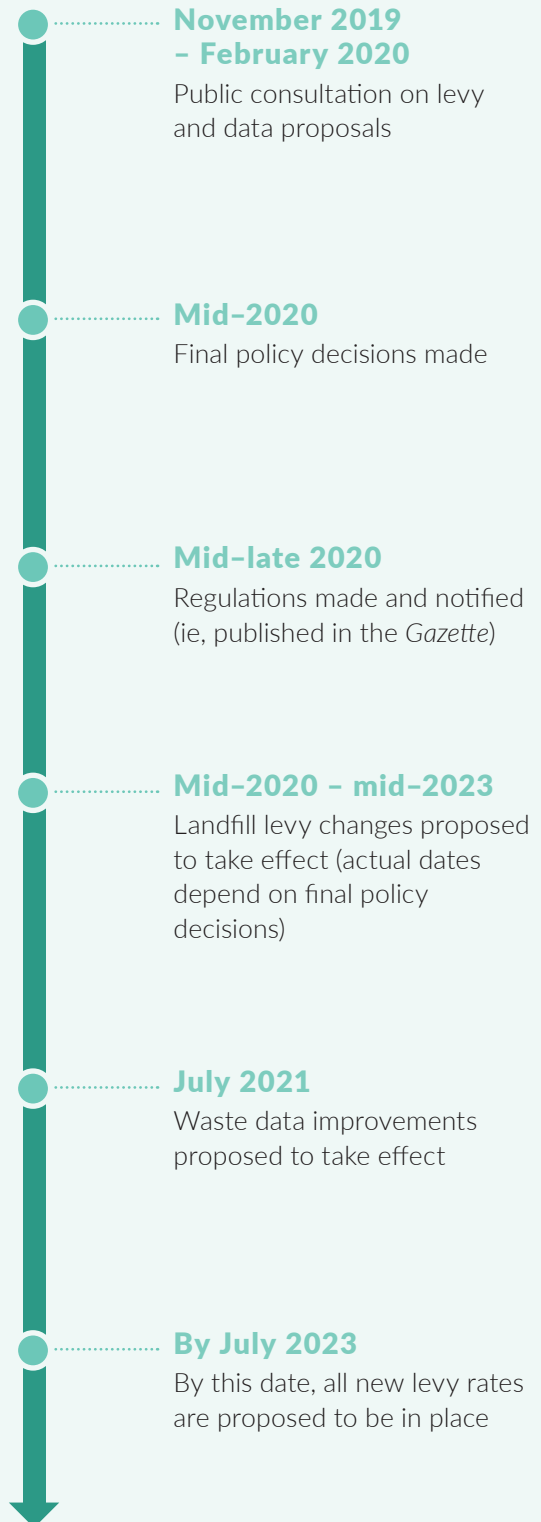 November 2019
– February 2020
Public consultation on levy
and data proposals
Mid–2020
Final policy decisions made
Mid–late 2020
Regulations made and notified
(ie, published in the Gazette)
Mid–2020 – mid–2023
Landfill levy changes proposed
to take effect (actual dates
depend on final policy
decisions)
July 2021
Waste data improvements
proposed to take effect
By July 2023
By this date, all new levy rates
are proposed to be in place